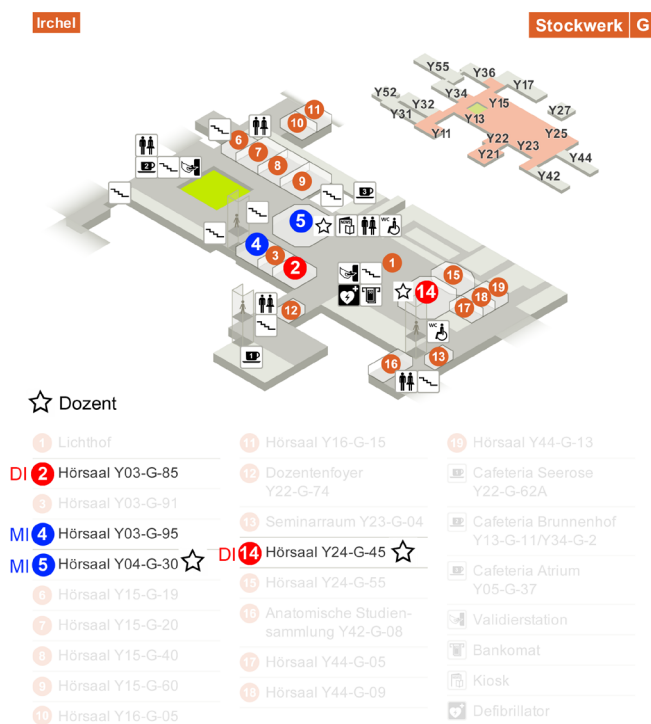 Irchel
Stockwerk G
Y55
Y36
Y17
Y52
Y34
Y15
Y32
Y31
Y13
Y27
Y11
Y22
Y25
Y21
Y23
Y44
Y42
11
10
6
7
8
9
2
3
5
NEWS
WC
4
3
2
1
15
14
19
18
17
12
WC
1
16
13
Dozent
1 Lichthof
DI 2 Hörsaal Y03-G-85
3 Hörsaal Y03-G-91
MI 4 Hörsaal Y03-G-95
MI 5 Hörsaal Y04-G-30
6 Hörsaal Y15-G-19
7 Hörsaal Y15-G-20
8 Hörsaal Y15-G-40
9 Hörsaal Y15-G-60
10 Hörsaal Y16-G-05
11 Hörsaal Y16-G-15
12 Dozentenfoyer
Y22-G-74
13 Seminarraum Y23-G-04
DI 14 Hörsaal Y24-G-45
15 Hörsaal Y24-G-55
16 Anatomische Studien-
sammlung Y42-G-08
17 Hörsaal Y44-G-05
18 Hörsaal Y44-G-09
19 Hörsaal Y44-G-13
Cafeteria Seerose
Y22-G-62A
Cafeteria Brunnenhof
Y13-G-11/Y34-G-2
Cafeteria Atrium
Y05-G-37
Validierstation
Bankomat
Kiosk
Defibrillator